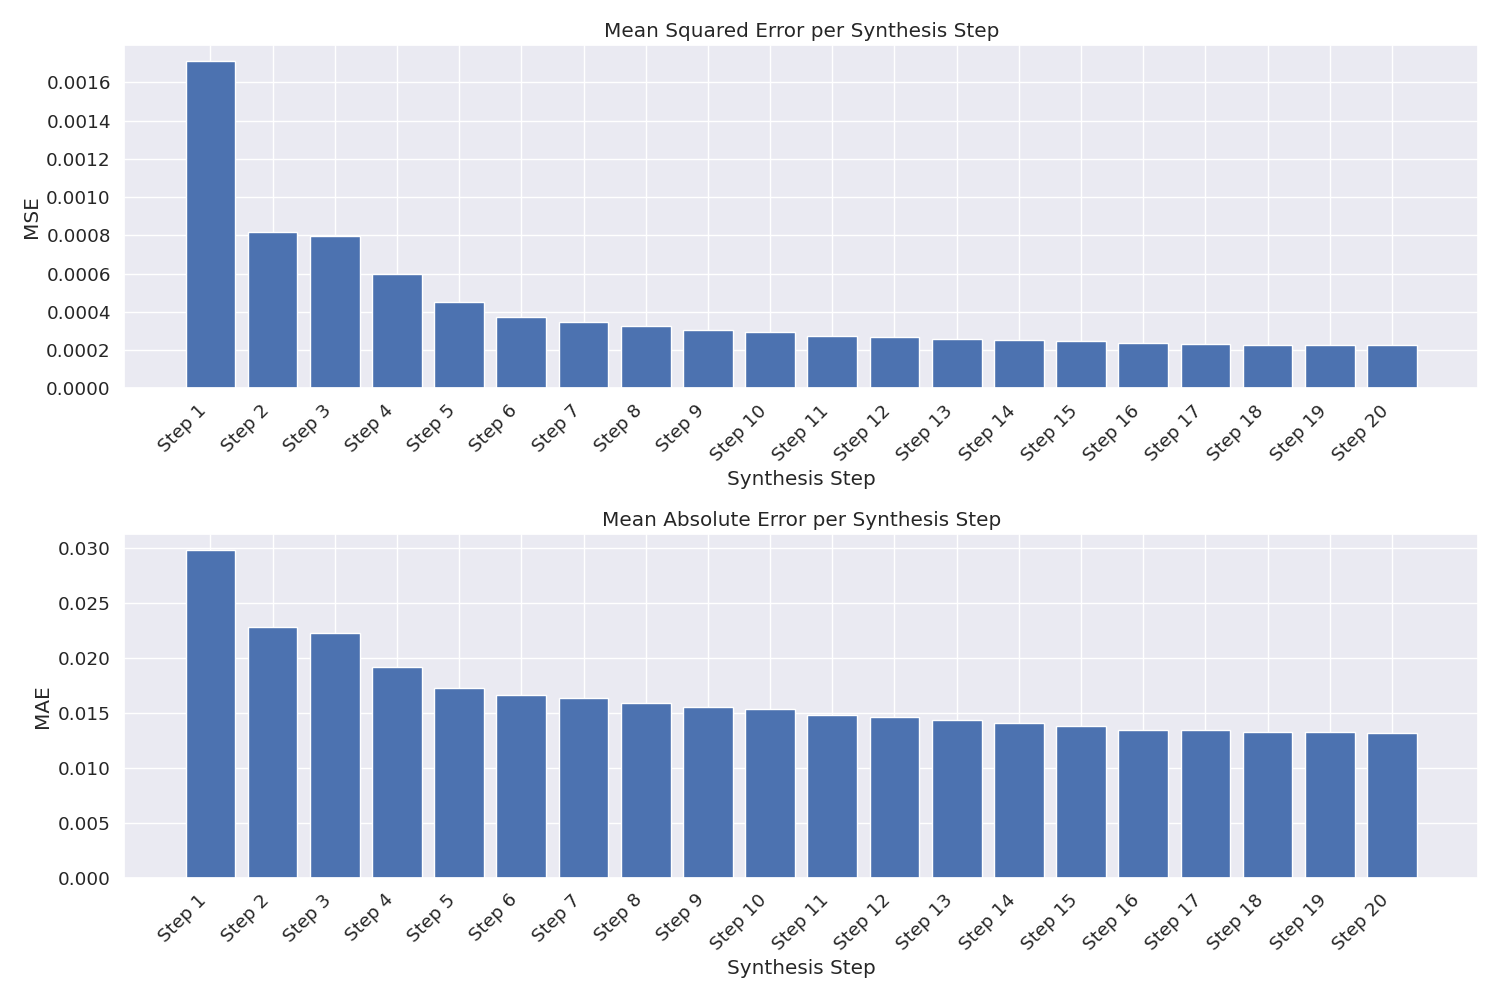 Mean Squared Error per Synthesis Step
0.0016
0.0014
0.0012
0.0010
0.0008
0.0006
0.0004
0.0002
0.0000
MSE
Step 1
Step 2
Step 3
Step 4
Step 5
Step 6
Step 7
Step 8
Step 9
Step 10
Step 11
Step 12
Step 13
Step 14
Step 15
Step 16
Step 17
Step 18
Step 19
Step 20
Synthesis Step
Mean Absolute Error per Synthesis Step
0.030
0.025
0.020
0.015
0.010
0.005
0.000
MAE
Step 1
Step 2
Step 3
Step 4
Step 5
Step 6
Step 7
Step 8
Step 9
Step 10
Step 11
Step 12
Step 13
Step 14
Step 15
Step 16
Step 17
Step 18
Step 19
Step 20
Synthesis Step